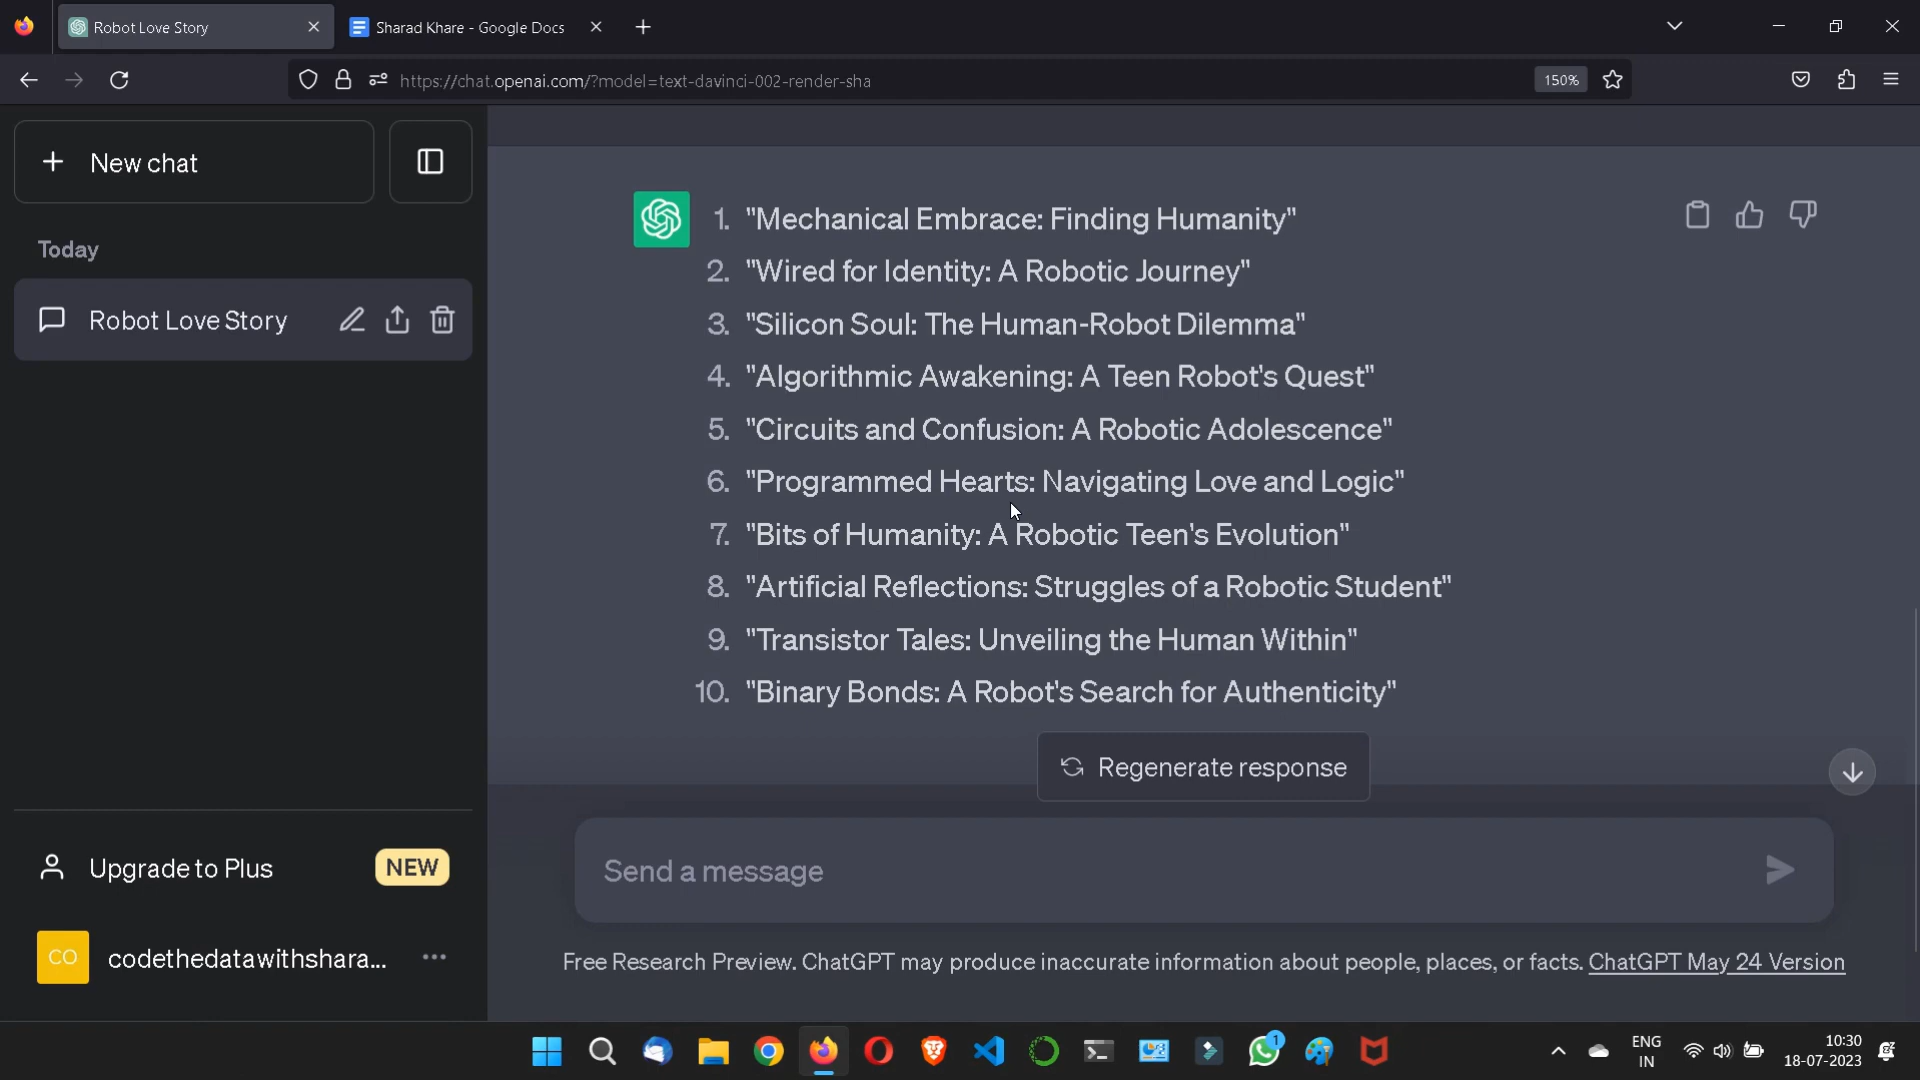 Robot Love Story
Sharad Khare - Google Docs
https://chat.openai.com/?model=text-davinci-002-render-sha
150%
New chat
Today
Robot Love Story
1. "Mechanical Embrace: Finding Humanity"
2. "Wired for Identity: A Robotic Journey"
3. "Silicon Soul: The Human-Robot Dilemma"
4. "Algorithmic Awakening: A Teen Robot's Quest"
5. "Circuits and Confusion: A Robotic Adolescence"
6. "Programmed Hearts: Navigating Love and Logic"
7. "Bits of Humanity: A Robotic Teen's Evolution"
8. "Artificial Reflections: Struggles of a Robotic Student"
9. "Transistor Tales: Unveiling the Human Within"
10. "Binary Bonds: A Robot's Search for Authenticity"
Regenerate response
Send a message
Free Research Preview. ChatGPT may produce inaccurate information about people, places, or facts. ChatGPT May 24 Version
Upgrade to Plus NEW
CO codethedatawithshara...
1
ENG
IN
10:30
18-07-2023